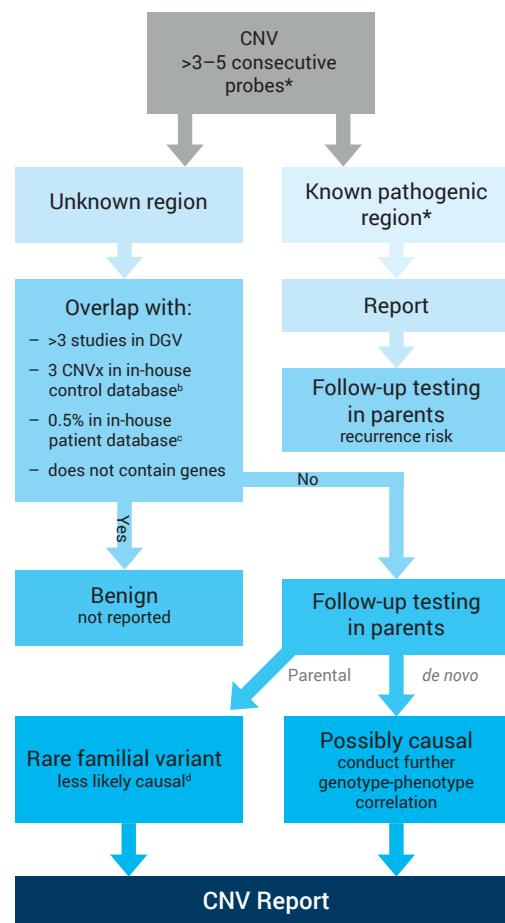 CNV
>3–5 consecutive
probes*
Unknown region
Known pathogenic
region*
Overlap with:
– >3 studies in DGV
– 3 CNVx in in-house
control databaseᵇ
– 0.5% in in-house
patient databaseᶜ
– does not contain genes
Report
Follow-up testing
in parents
recurrence risk
No
Yes
Benign
not reported
Follow-up testing
in parents
Parental
de novo
Rare familial variant
less likely causalᵈ
Possibly causal
conduct further
genotype-phenotype
correlation
CNV Report